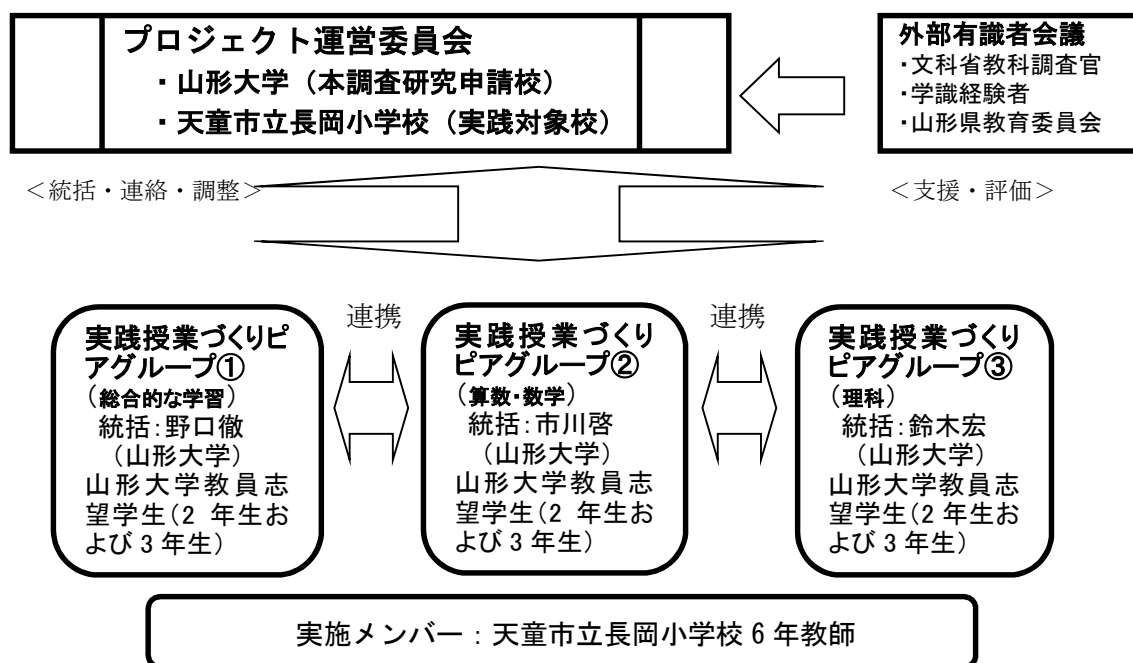 プロジェクト運営委員会
・山形大学（本調査研究申請校）
・天童市立長岡小学校（実践対象校）
外部有識者会議
・文科省教科調査官
・学識経験者
・山形県教育委員会
＜統括・連絡・調整＞
＜支援・評価＞
実践授業づくりピ
アグループ①
（総合的な学習）
統括：野口徹
（山形大学）
山形大学教員志
望学生（2 年生お
よび 3 年生）
連携
実践授業づくり
ピアグループ②
（算数・数学）
統括：市川啓
（山形大学）
山形大学教員志
望学生（2 年生お
よび 3 年生）
連携
実践授業づくり
ピアグループ③
（理科）
統括：鈴木宏
（山形大学）
山形大学教員志
望学生（2 年生お
よび 3 年生）
実施メンバー：天童市立長岡小学校 6 年教師